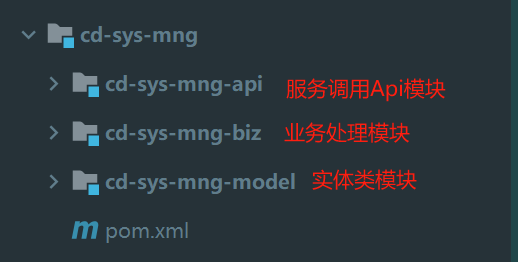 cd-sys-mng
cd-sys-mng-api 服务调用Api模块
cd-sys-mng-biz 业务处理模块
cd-sys-mng-model 实体类模块
m pom.xml